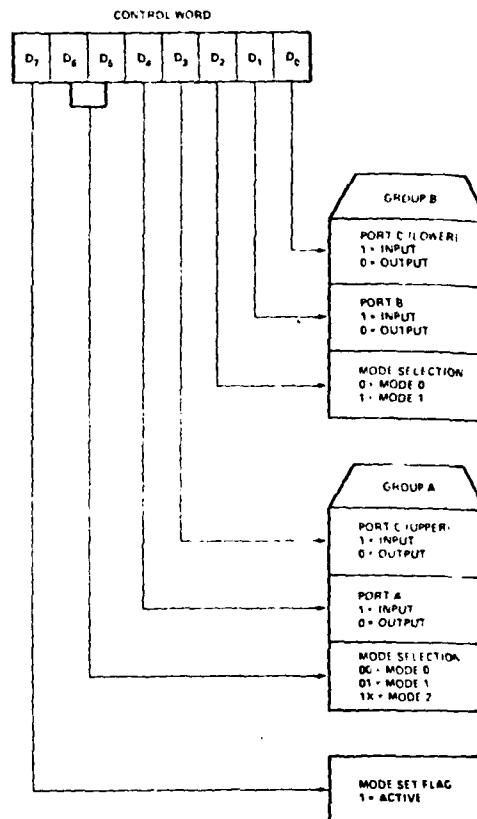 CONTROL WORD
D7 D6 D5 D4 D3 D2 D1 D0
GROUP B
PORT C (LOWER)
1 = INPUT
0 = OUTPUT
PORT B
1 = INPUT
0 = OUTPUT
MODE SELECTION
0 = MODE 0
1 = MODE 1
GROUP A
PORT C (UPPER)
1 = INPUT
0 = OUTPUT
PORT A
1 = INPUT
0 = OUTPUT
MODE SELECTION
00 = MODE 0
01 = MODE 1
1X = MODE 2
MODE SET FLAG
1 = ACTIVE